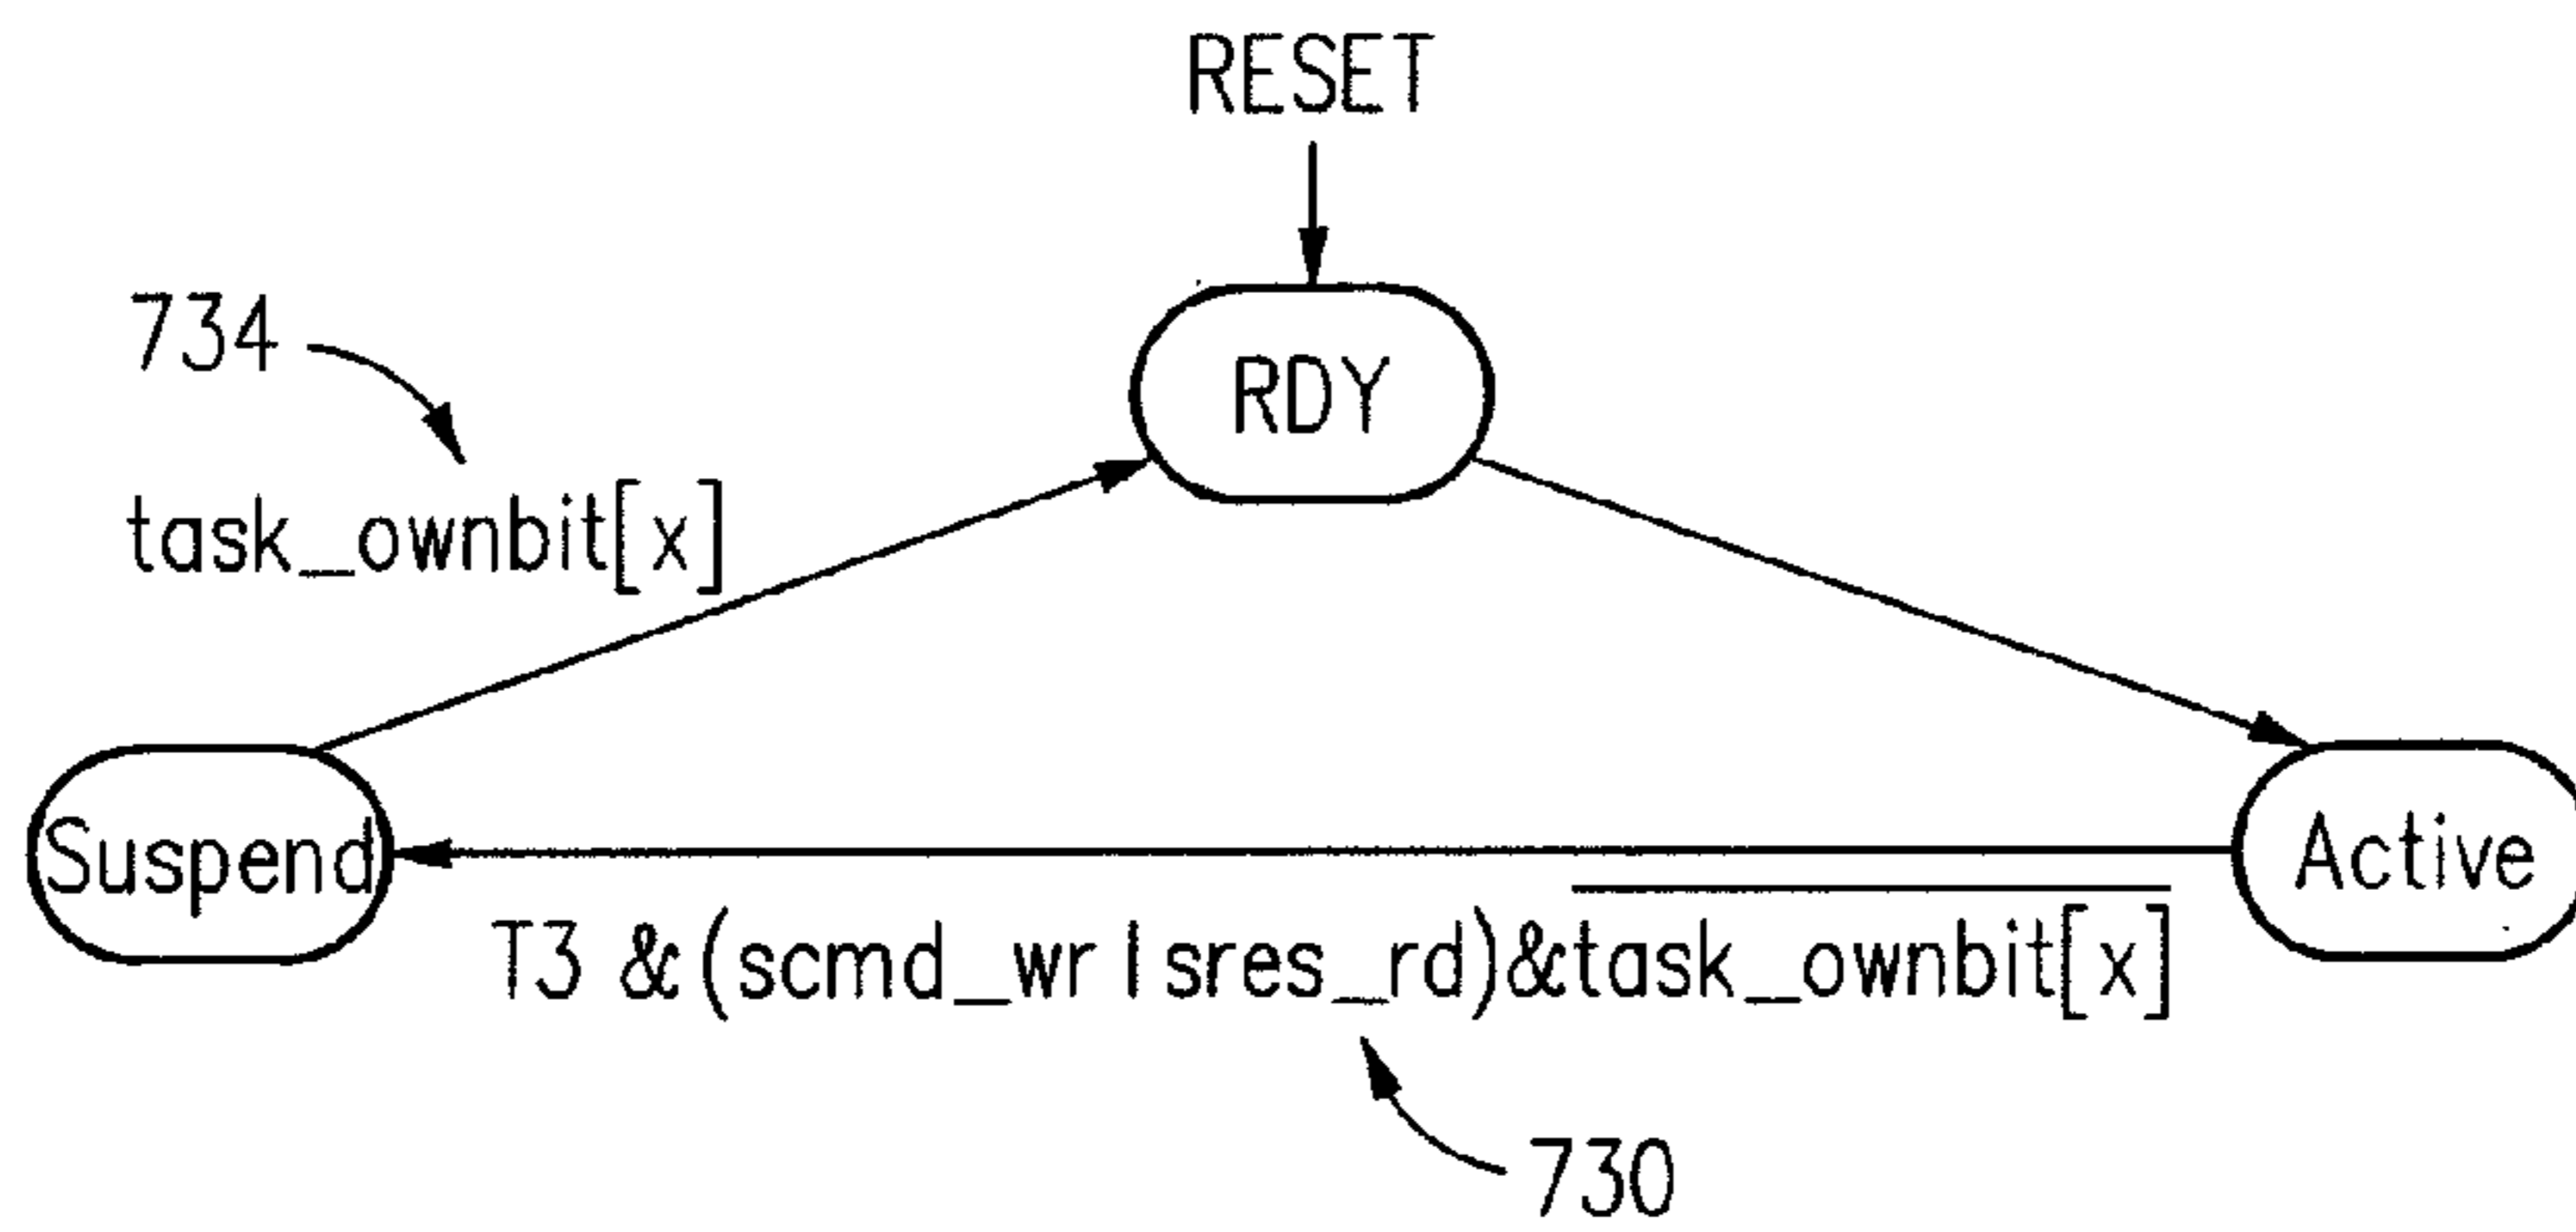 RESET
734
RDY
task_ownbit[x]
Suspend
Active
T3 &(scmd_wr | sres_rd)&task_ownbit[x]
730